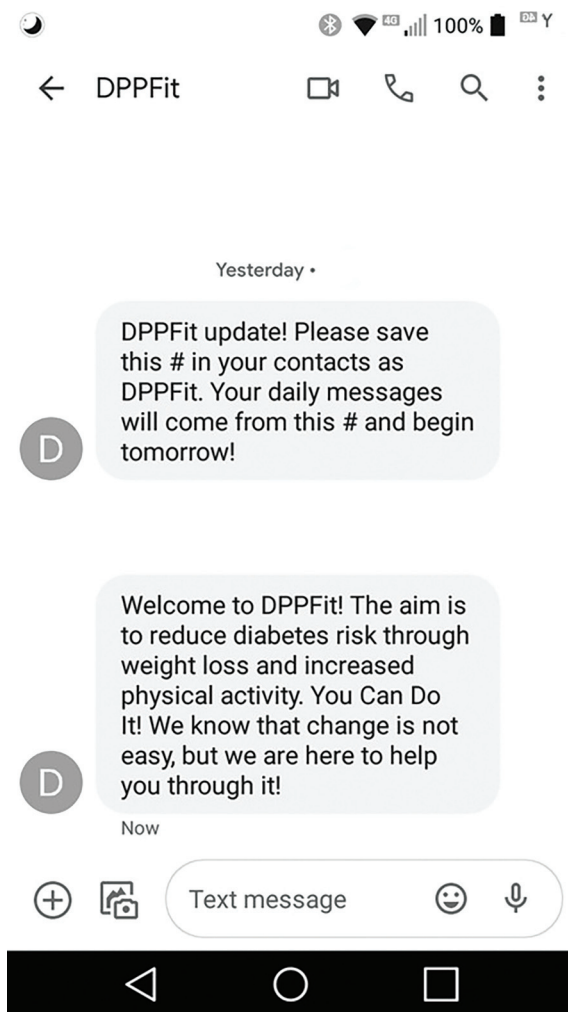 4G 100%
DPPFit
Yesterday •
DPPFit update! Please save
this # in your contacts as
DPPFit. Your daily messages
will come from this # and begin
tomorrow!
D
Welcome to DPPFit! The aim is
to reduce diabetes risk through
weight loss and increased
physical activity. You Can Do
It! We know that change is not
easy, but we are here to help
you through it!
D
Now
Text message